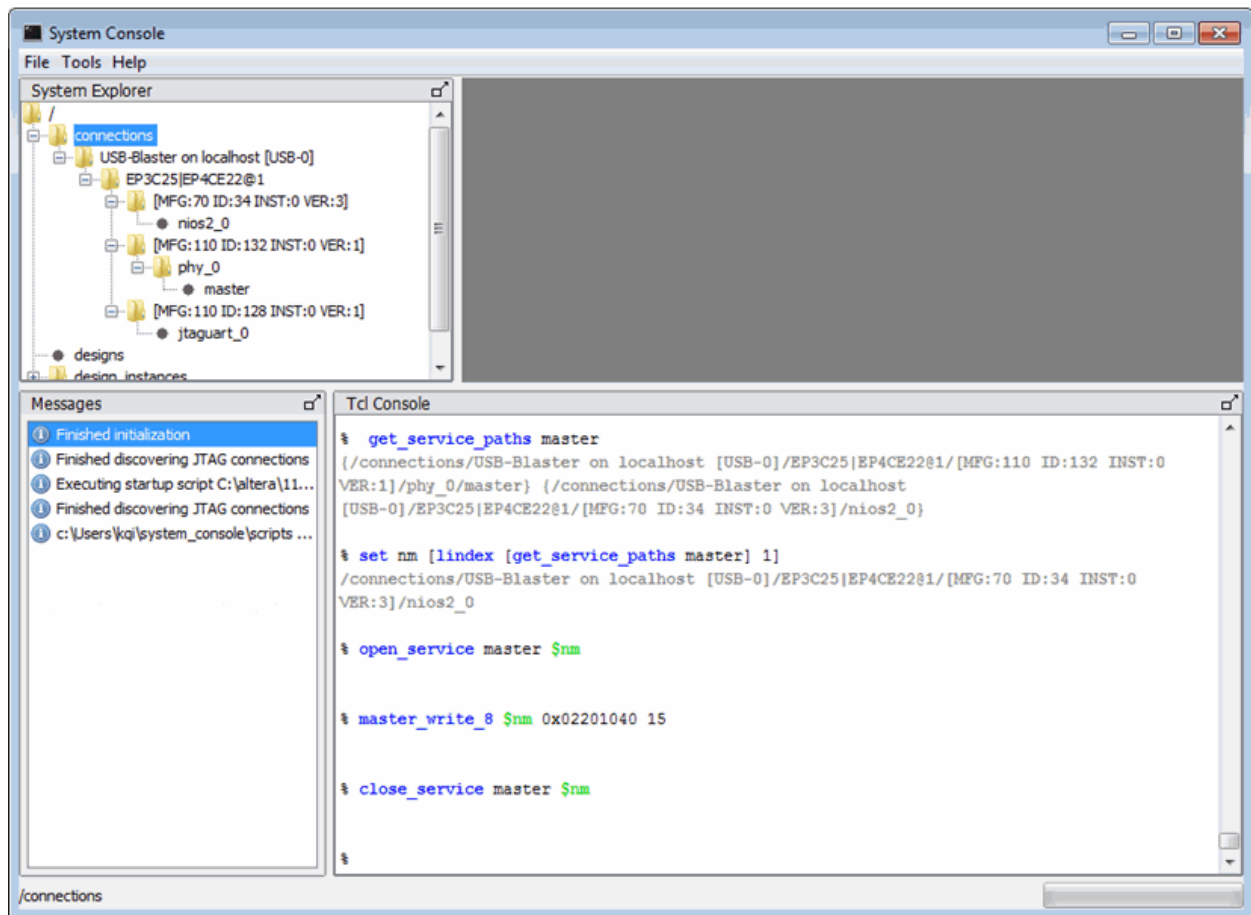 System Console
File Tools Help
System Explorer
/
connections
USB-Blaster on localhost [USB-0]
EP3C25|EP4CE22@1
[MFG:70 ID:34 INST:0 VER:3]
nios2_0
[MFG:110 ID:132 INST:0 VER:1]
phy_0
master
[MFG:110 ID:128 INST:0 VER:1]
jtaguart_0
designs
design_instances
Messages
Finished initialization
Finished discovering JTAG connections
Executing startup script C:\altera\11...
Finished discovering JTAG connections
c:\Users\kqi\system_console\scripts ...
Tcl Console
% get_service_paths master
{/connections/USB-Blaster on localhost [USB-0]/EP3C25|EP4CE22@1/[MFG:110 ID:132 INST:0
VER:1]/phy_0/master} {/connections/USB-Blaster on localhost
[USB-0]/EP3C25|EP4CE22@1/[MFG:70 ID:34 INST:0 VER:3]/nios2_0}
% set nm [lindex [get_service_paths master] 1]
/connections/USB-Blaster on localhost [USB-0]/EP3C25|EP4CE22@1/[MFG:70 ID:34 INST:0
VER:3]/nios2_0
% open_service master $nm
% master_write_8 $nm 0x02201040 15
% close_service master $nm
%
/connections